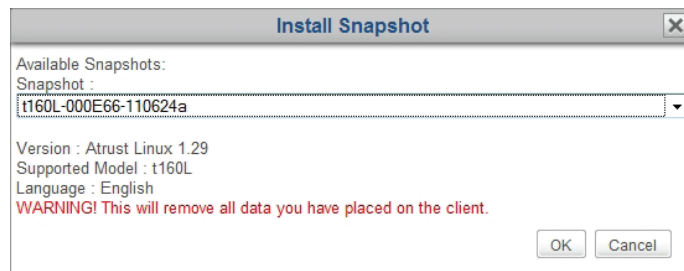 Install Snapshot
Available Snapshots:
Snapshot :
t160L-000E66-110624a
Version : Atrust Linux 1.29
Supported Model : t160L
Language : English
WARNING! This will remove all data you have placed on the client.
OK Cancel